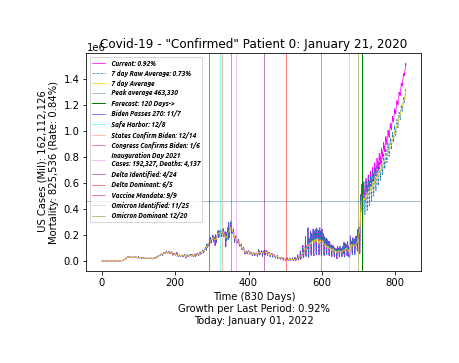 Covid-19 - "Confirmed" Patient 0: January 21, 2020
1e6
Current: 0.92%
7 day Raw Average: 0.73%
7 day Average
Peak average 463,330
Forecast: 120 Days->
Biden Passes 270: 11/7
Safe Harbor: 12/8
States Confirm Biden: 12/14
Congress Confirms Biden: 1/6
Inauguration Day 2021
Cases: 192,327, Deaths: 4,137
Delta Identified: 4/24
Delta Dominant: 6/5
Vaccine Mandate: 9/9
Omicron Identified: 11/25
Omicron Dominant 12/20
US Cases (Mill): 162,112,126
Mortality: 825,536 (Rate: 0.84%)
1.4
1.2
1.0
0.8
0.6
0.4
0.2
0.0
0 200 400 600 800
Time (830 Days)
Growth per Last Period: 0.92%
Today: January 01, 2022